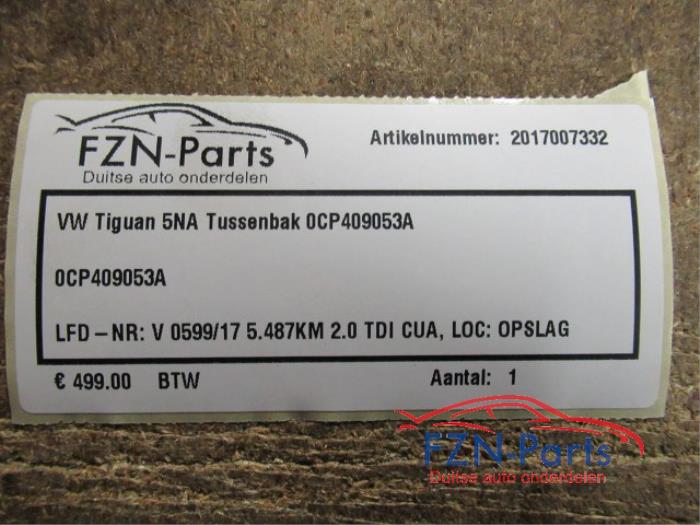 FZN-Parts
Duitse auto onderdelen
Artikelnummer: 2017007332
VW Tiguan 5NA Tussenbak 0CP409053A
0CP409053A
LFD-NR: V 0599/17 5.487KM 2.0 TDI CUA, LOC: OPSLAG
€ 499.00 BTW
Aantal: 1
FZN-Parts
Duitse auto onderdelen